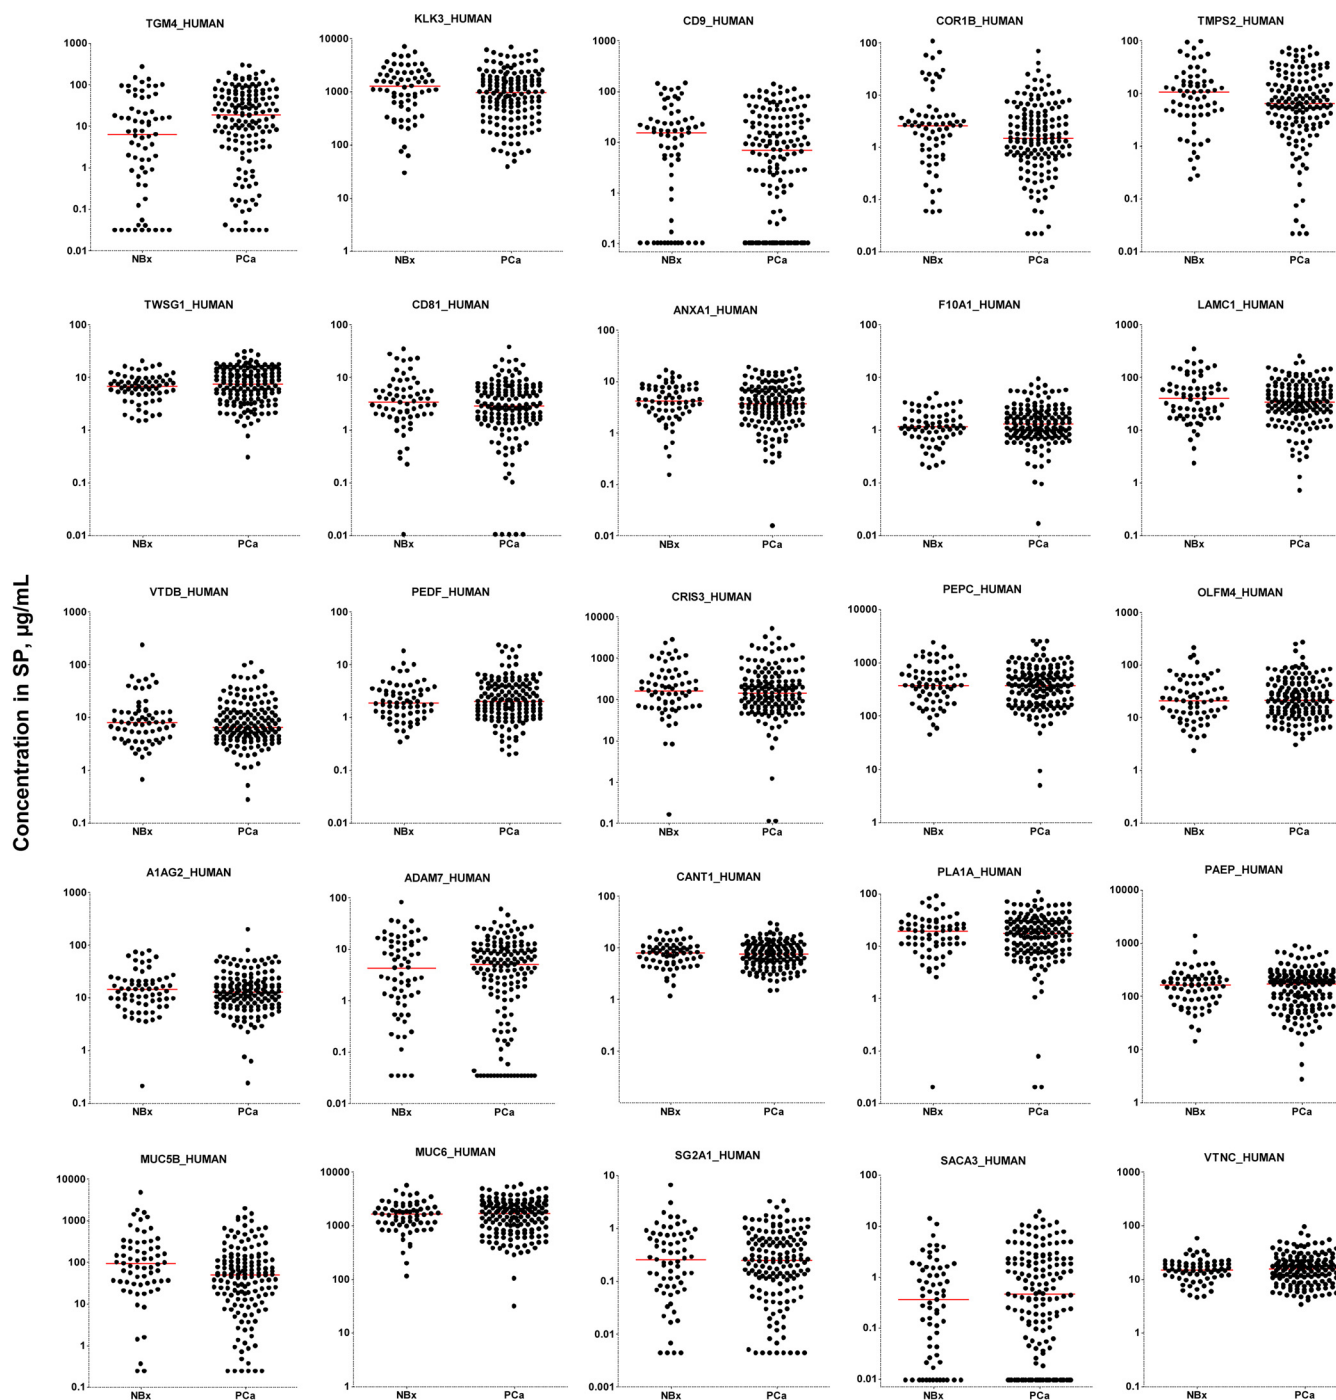 Concentration in SP, µg/mL
TGM4_HUMAN
1000
100
10
1
0.1
0.01
NBx PCa
KLK3_HUMAN
10000
1000
100
10
1
NBx PCa
CD9_HUMAN
1000
100
10
1
0.1
NBx PCa
COR1B_HUMAN
100
10
1
0.1
0.01
NBx PCa
TMPS2_HUMAN
100
10
1
0.1
0.01
NBx PCa
TWSG1_HUMAN
100
10
1
0.1
0.01
NBx PCa
CD81_HUMAN
100
10
1
0.1
0.01
NBx PCa
ANXA1_HUMAN
100
10
1
0.1
0.01
NBx PCa
F10A1_HUMAN
100
10
1
0.1
0.01
NBx PCa
LAMC1_HUMAN
1000
100
10
1
0.1
NBx PCa
VTDB_HUMAN
1000
100
10
1
0.1
NBx PCa
PEDF_HUMAN
100
10
1
0.1
0.01
NBx PCa
CRIS3_HUMAN
10000
1000
100
10
1
0.1
NBx PCa
PEPC_HUMAN
10000
1000
100
10
1
NBx PCa
OLFM4_HUMAN
1000
100
10
1
0.1
NBx PCa
A1AG2_HUMAN
1000
100
10
1
0.1
NBx PCa
ADAM7_HUMAN
100
10
1
0.1
0.01
NBx PCa
CANT1_HUMAN
100
10
1
0.1
NBx PCa
PLA1A_HUMAN
100
10
1
0.1
0.01
NBx PCa
PAEP_HUMAN
10000
1000
100
10
1
NBx PCa
MUC5B_HUMAN
10000
1000
100
10
1
0.1
NBx PCa
MUC6_HUMAN
10000
1000
100
10
1
NBx PCa
SG2A1_HUMAN
10
1
0.1
0.01
0.001
NBx PCa
SACA3_HUMAN
100
10
1
0.1
0.01
NBx PCa
VTNC_HUMAN
1000
100
10
1
0.1
NBx PCa